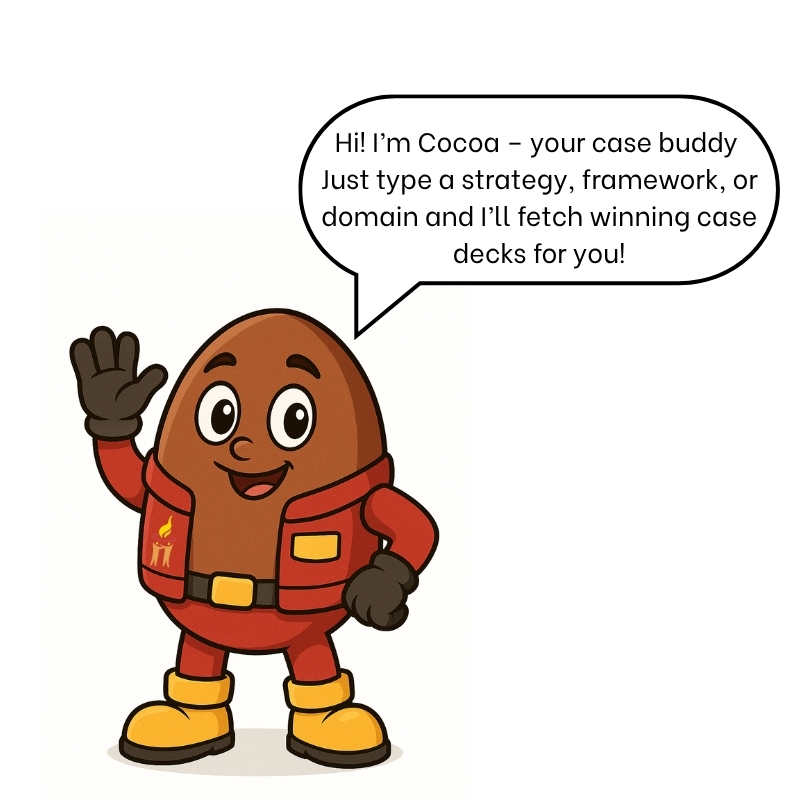 Hi! I'm Cocoa – your case buddy
Just type a strategy, framework, or
domain and I'll fetch winning case
decks for you!